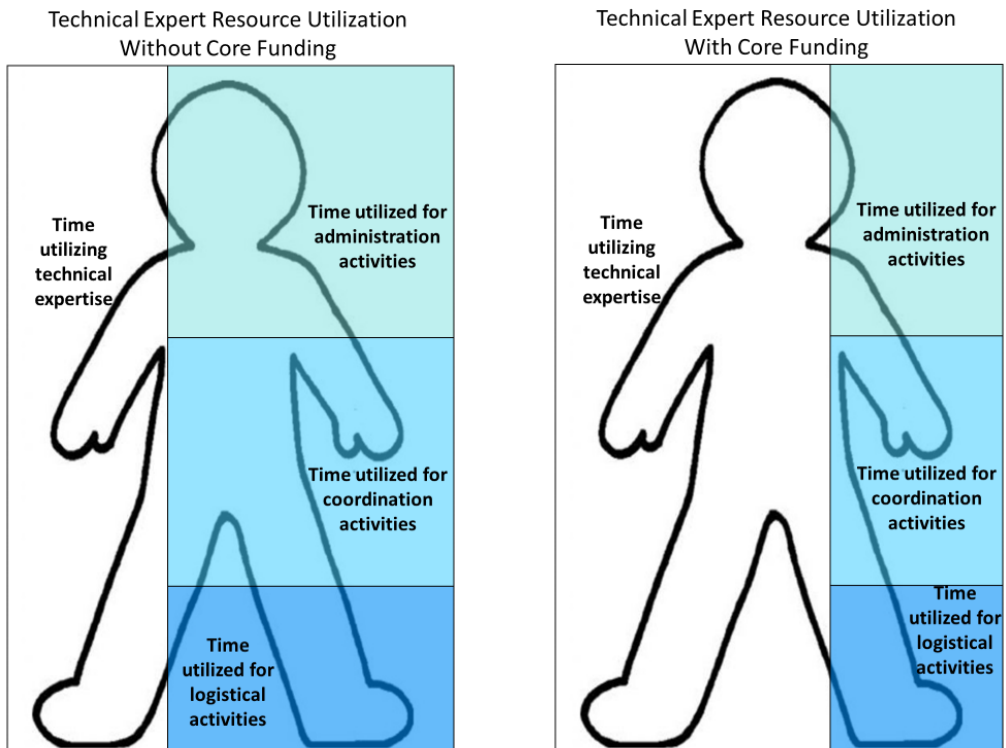 Technical Expert Resource Utilization
Without Core Funding
Time
utilizing
technical
expertise
Time utilized for
administration
activities
Time utilized for
coordination
activities
Time
utilized for
logistical
activities
Technical Expert Resource Utilization
With Core Funding
Time
utilizing
technical
expertise
Time utilized for
administration
activities
Time utilized for
coordination
activities
Time
utilized for
logistical
activities